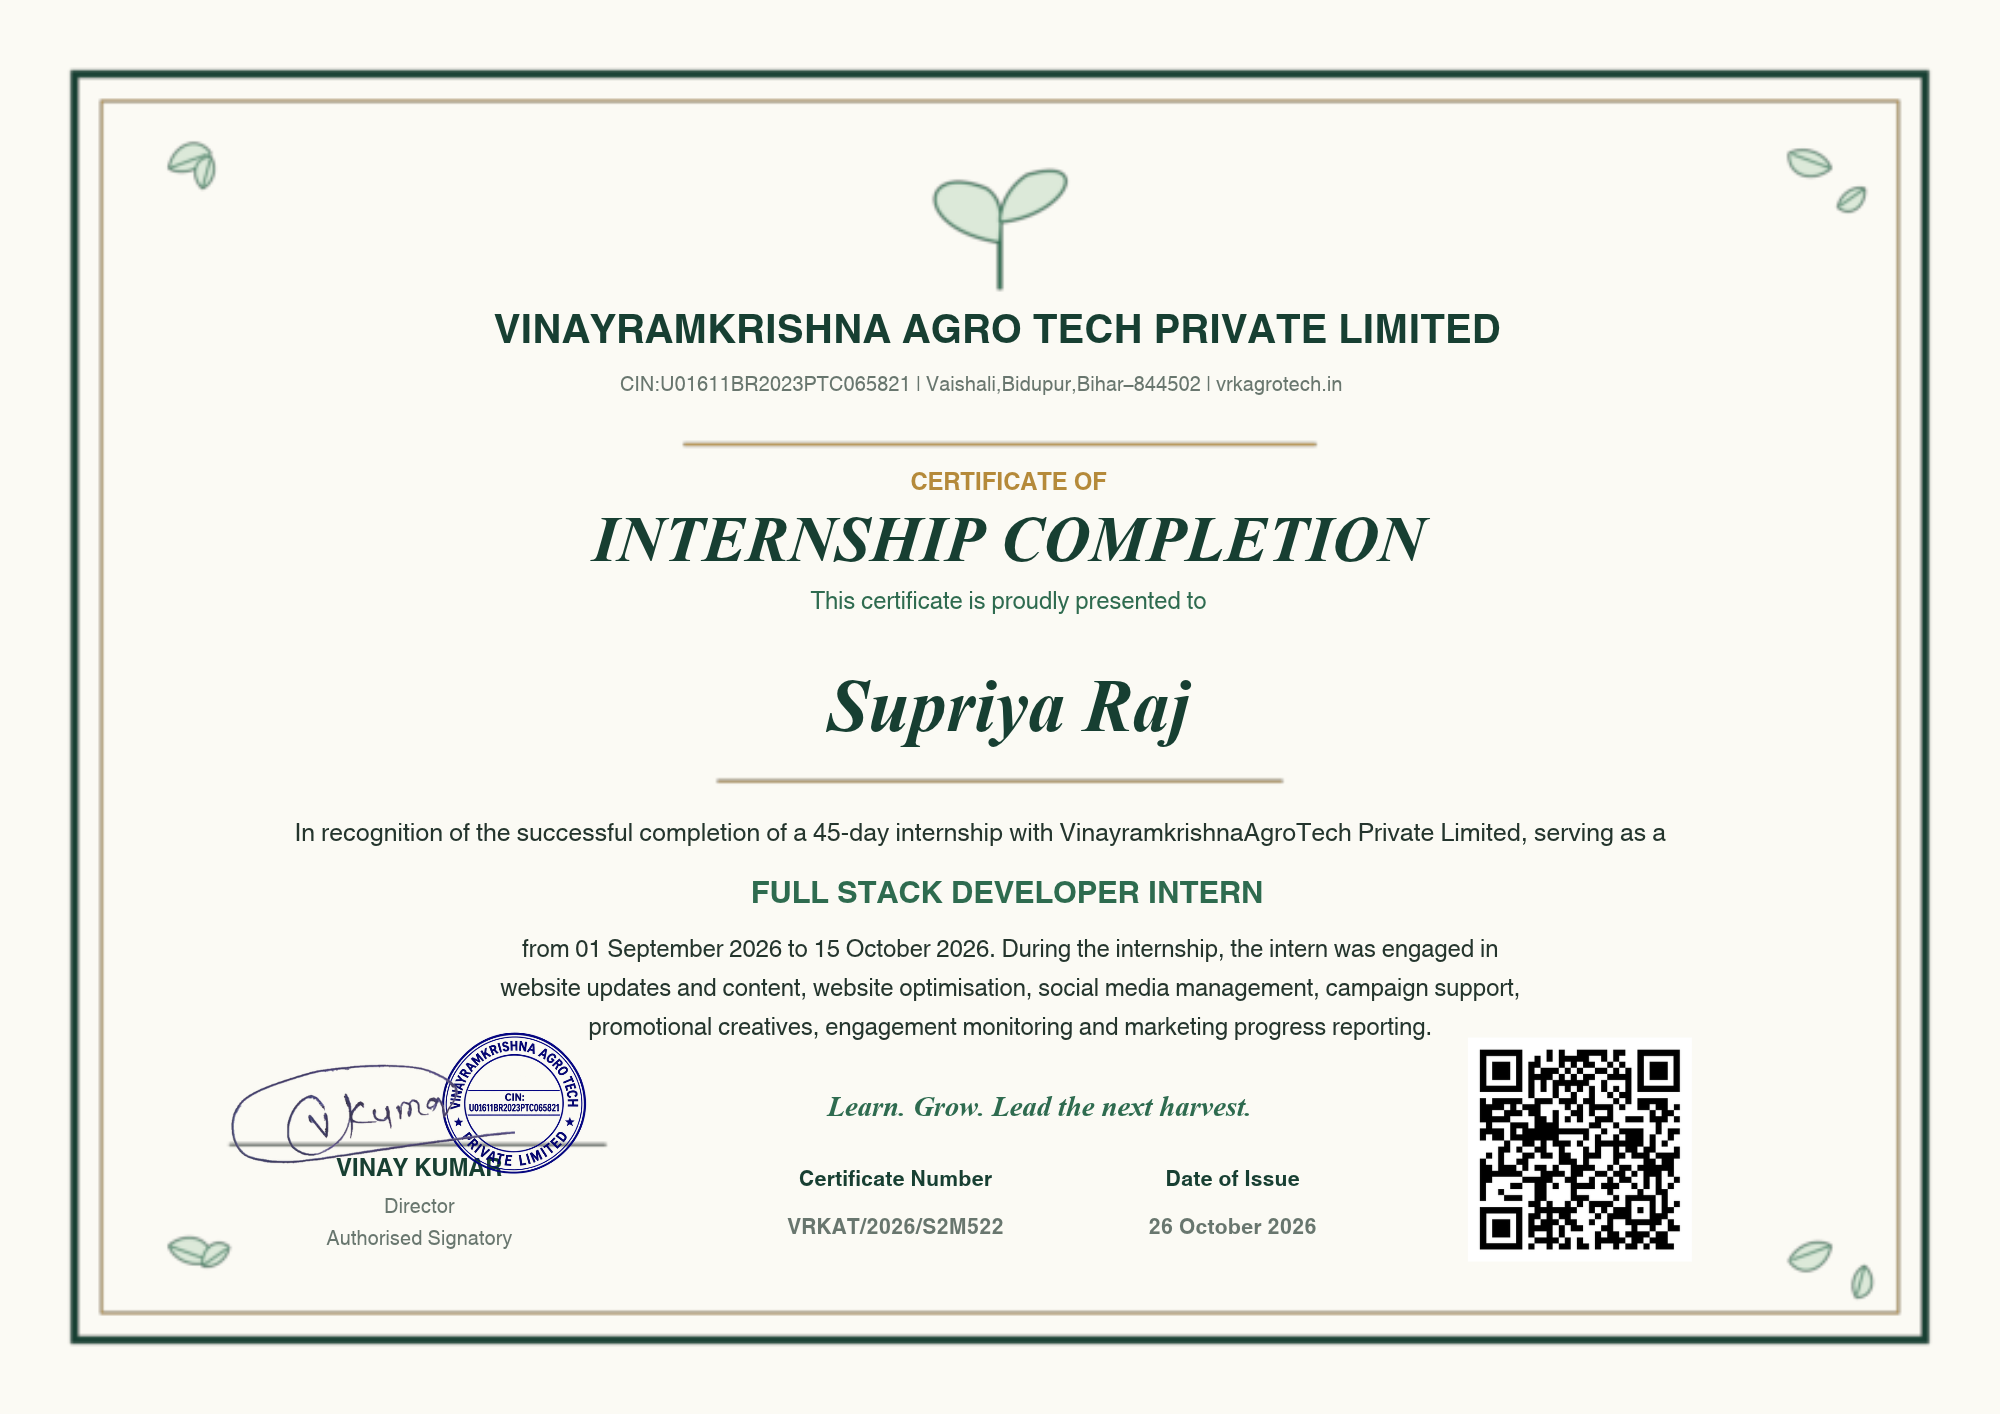 VINAYRAMKRISHNA AGRO TECH PRIVATE LIMITED
CIN:U01611BR2023PTC065821 | Vaishali,Bidupur,Bihar–844502 | vrkagrotech.in
CERTIFICATE OF
INTERNSHIP COMPLETION
This certificate is proudly presented to
Supriya Raj
In recognition of the successful completion of a 45-day internship with VinayramkrishnaAgroTech Private Limited, serving as a
FULL STACK DEVELOPER INTERN
from 01 September 2026 to 15 October 2026. During the internship, the intern was engaged in
website updates and content, website optimisation, social media management, campaign support,
promotional creatives, engagement monitoring and marketing progress reporting.
V Kumar
VINAYRAMKRISHNA AGRO TECH
CIN:
U01611BR2023PTC065821
★ PRIVATE LIMITED ★
VINAY KUMAR
Director
Authorised Signatory
Learn. Grow. Lead the next harvest.
Certificate Number
VRKAT/2026/S2M522
Date of Issue
26 October 2026